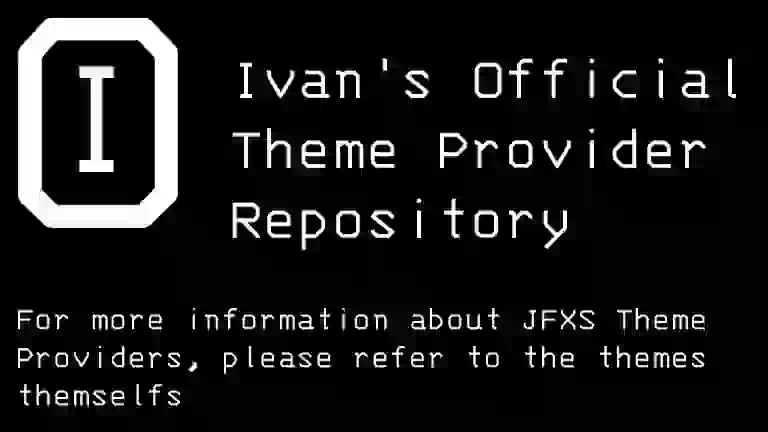 I
Ivan's Official
Theme Provider
Repository
For more information about JFXS Theme
Providers, please refer to the themes
themselfs